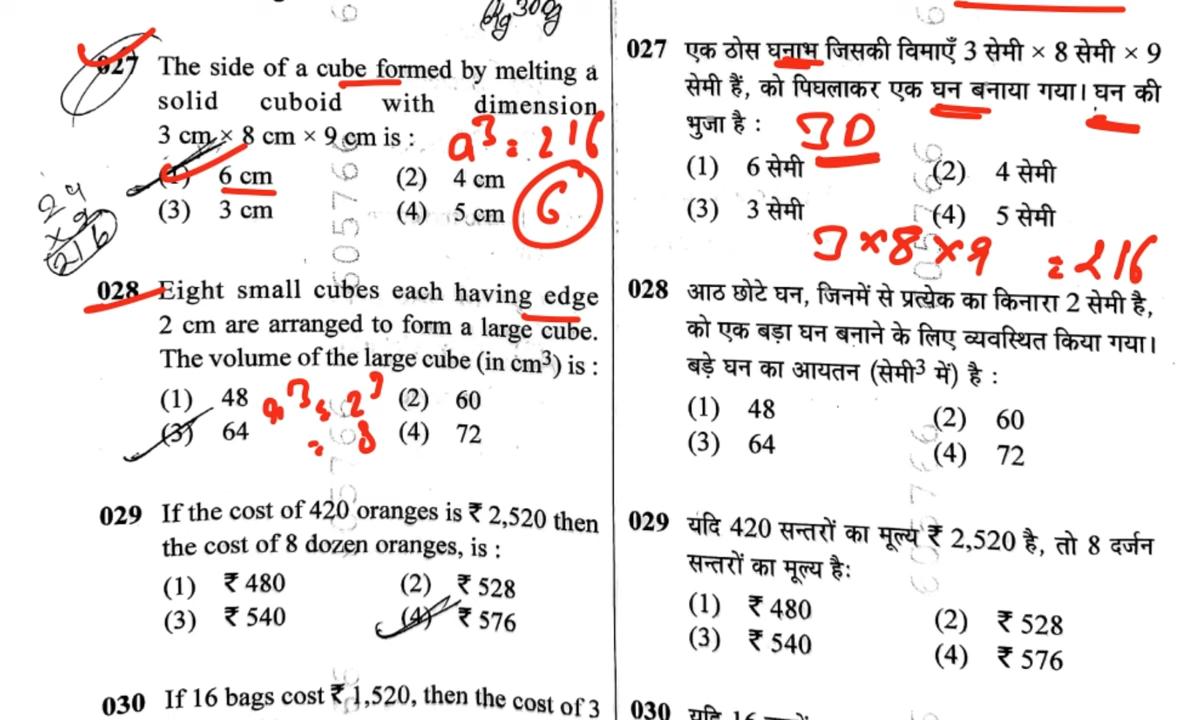 6kg 300g
027 The side of a cube formed by melting a
solid cuboid with dimension
3 cm × 8 cm × 9 cm is :
a³ = 216
(1) 6 cm (2) 4 cm
(3) 3 cm (4) 5 cm
6
24
× 9
216
028 Eight small cubes each having edge
2 cm are arranged to form a large cube.
The volume of the large cube (in cm³) is :
(1) 48 (2) 60
(3) 64 (4) 72
a³ = 2³
= 8
029 If the cost of 420 oranges is ₹ 2,520 then
the cost of 8 dozen oranges, is :
(1) ₹ 480 (2) ₹ 528
(3) ₹ 540 (4) ₹ 576
030 If 16 bags cost ₹ 1,520, then the cost of 3
027 एक ठोस घनाभ जिसकी विमाएँ 3 सेमी × 8 सेमी × 9
सेमी हैं, को पिघलाकर एक घन बनाया गया। घन की
भुजा है :
3D
(1) 6 सेमी (2) 4 सेमी
(3) 3 सेमी (4) 5 सेमी
3 × 8 × 9 = 216
028 आठ छोटे घन, जिनमें से प्रत्येक का किनारा 2 सेमी है,
को एक बड़ा घन बनाने के लिए व्यवस्थित किया गया।
बड़े घन का आयतन (सेमी³ में) है :
(1) 48 (2) 60
(3) 64 (4) 72
029 यदि 420 सन्तरों का मूल्य ₹ 2,520 है, तो 8 दर्जन
सन्तरों का मूल्य है:
(1) ₹ 480 (2) ₹ 528
(3) ₹ 540 (4) ₹ 576
030 यदि 16